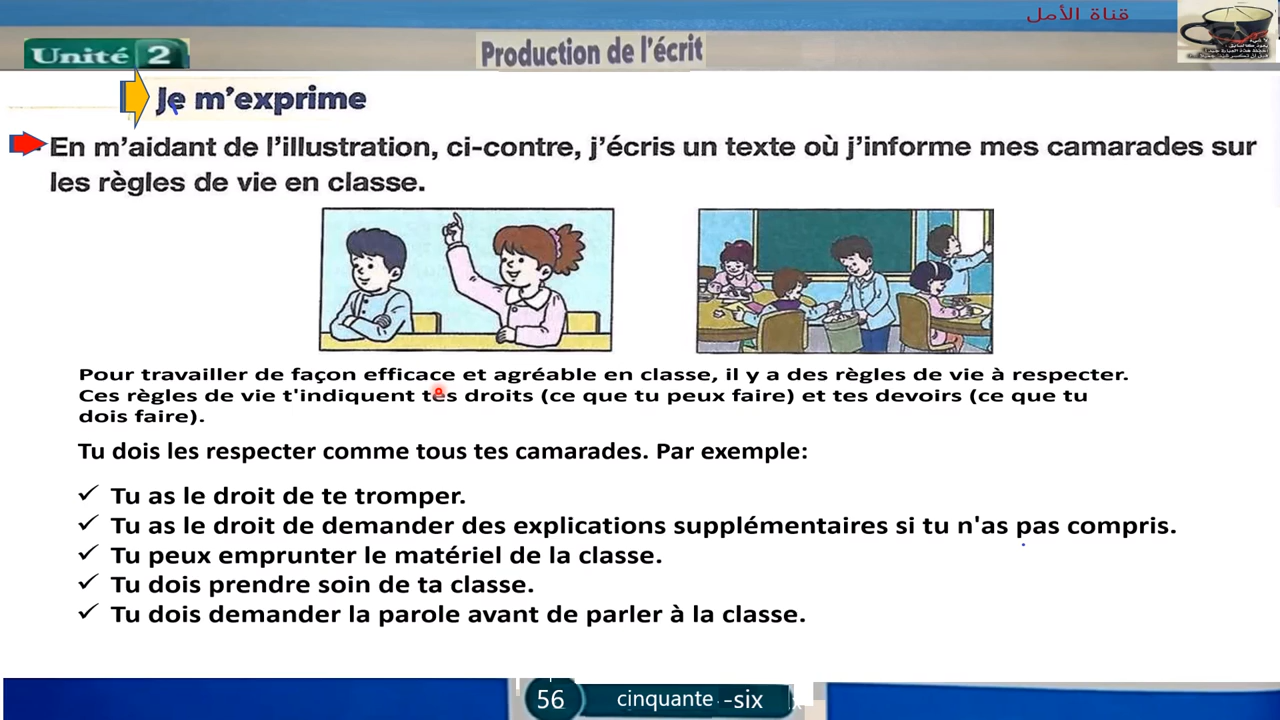 قناة الأمل
Unité 2
Production de l'écrit
Je m'exprime
En m'aidant de l'illustration, ci-contre, j'écris un texte où j'informe mes camarades sur
les règles de vie en classe.
Pour travailler de façon efficace et agréable en classe, il y a des règles de vie à respecter.
Ces règles de vie t'indiquent tes droits (ce que tu peux faire) et tes devoirs (ce que tu
dois faire).
Tu dois les respecter comme tous tes camarades. Par exemple:
✓ Tu as le droit de te tromper.
✓ Tu as le droit de demander des explications supplémentaires si tu n'as pas compris.
✓ Tu peux emprunter le matériel de la classe.
✓ Tu dois prendre soin de ta classe.
✓ Tu dois demander la parole avant de parler à la classe.
56 cinquante -six x